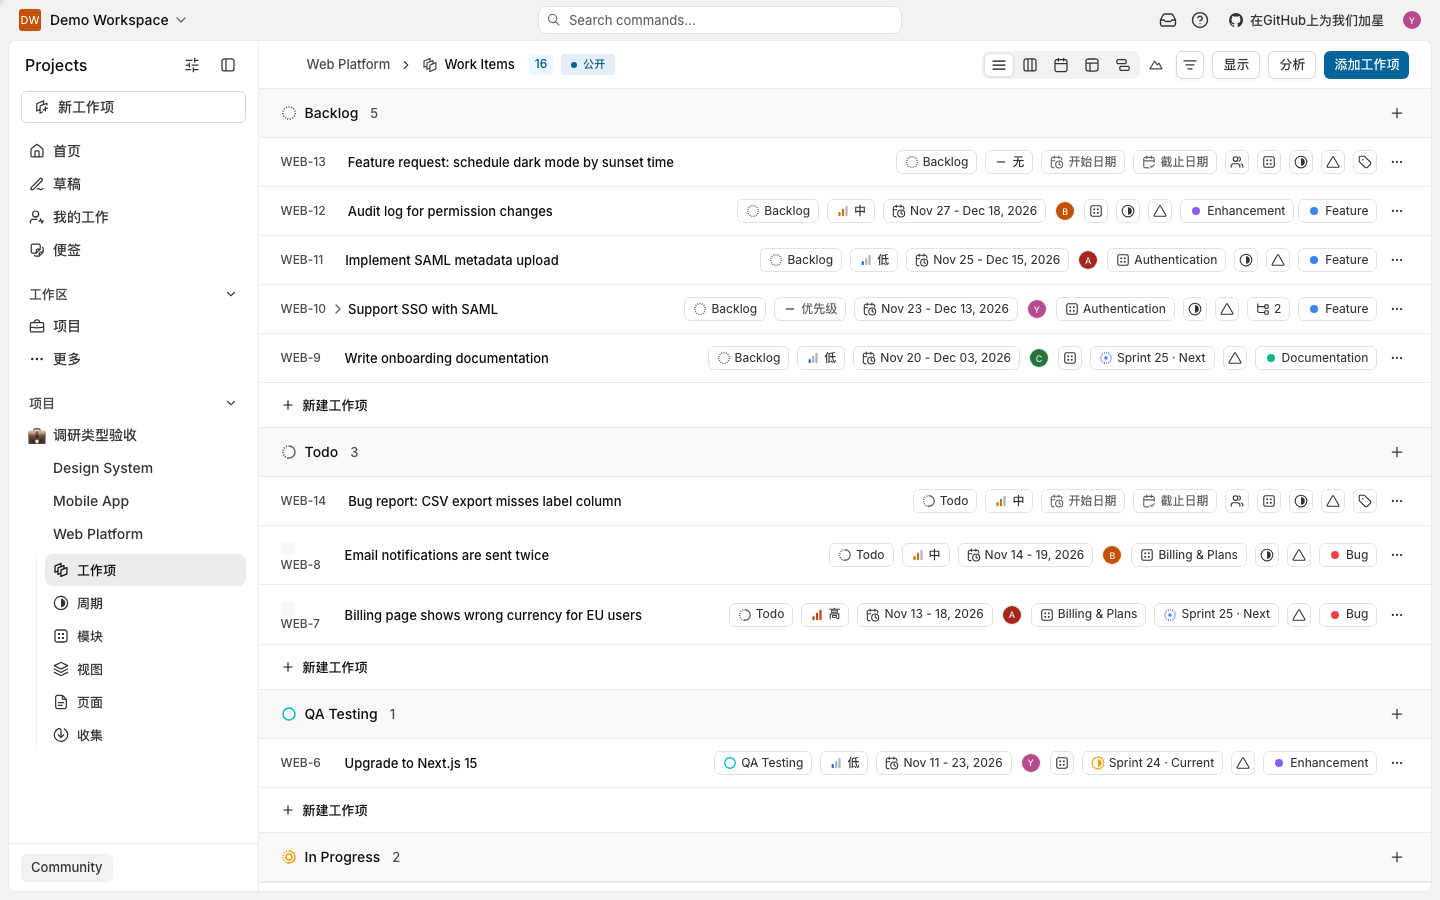 DW Demo Workspace
Search commands...
在GitHub上为我们加星
Y
Projects
新工作项
首页
草稿
我的工作
便签
工作区
项目
更多
项目
调研类型验收
Design System
Mobile App
Web Platform
工作项
周期
模块
视图
页面
收集
Community
Web Platform
Work Items
16
公开
显示
分析
添加工作项
Backlog 5
WEB-13 Feature request: schedule dark mode by sunset time Backlog 无 开始日期 截止日期
WEB-12 Audit log for permission changes Backlog 中 Nov 27 - Dec 18, 2026 B Enhancement Feature
WEB-11 Implement SAML metadata upload Backlog 低 Nov 25 - Dec 15, 2026 A Authentication Feature
WEB-10 Support SSO with SAML Backlog 优先级 Nov 23 - Dec 13, 2026 Y Authentication 2 Feature
WEB-9 Write onboarding documentation Backlog 低 Nov 20 - Dec 03, 2026 C Sprint 25 · Next Documentation
新建工作项
Todo 3
WEB-14 Bug report: CSV export misses label column Todo 中 开始日期 截止日期
WEB-8 Email notifications are sent twice Todo 中 Nov 14 - 19, 2026 B Billing & Plans Bug
WEB-7 Billing page shows wrong currency for EU users Todo 高 Nov 13 - 18, 2026 A Billing & Plans Sprint 25 · Next Bug
新建工作项
QA Testing 1
WEB-6 Upgrade to Next.js 15 QA Testing 低 Nov 11 - 23, 2026 Y Sprint 24 · Current Enhancement
新建工作项
In Progress 2